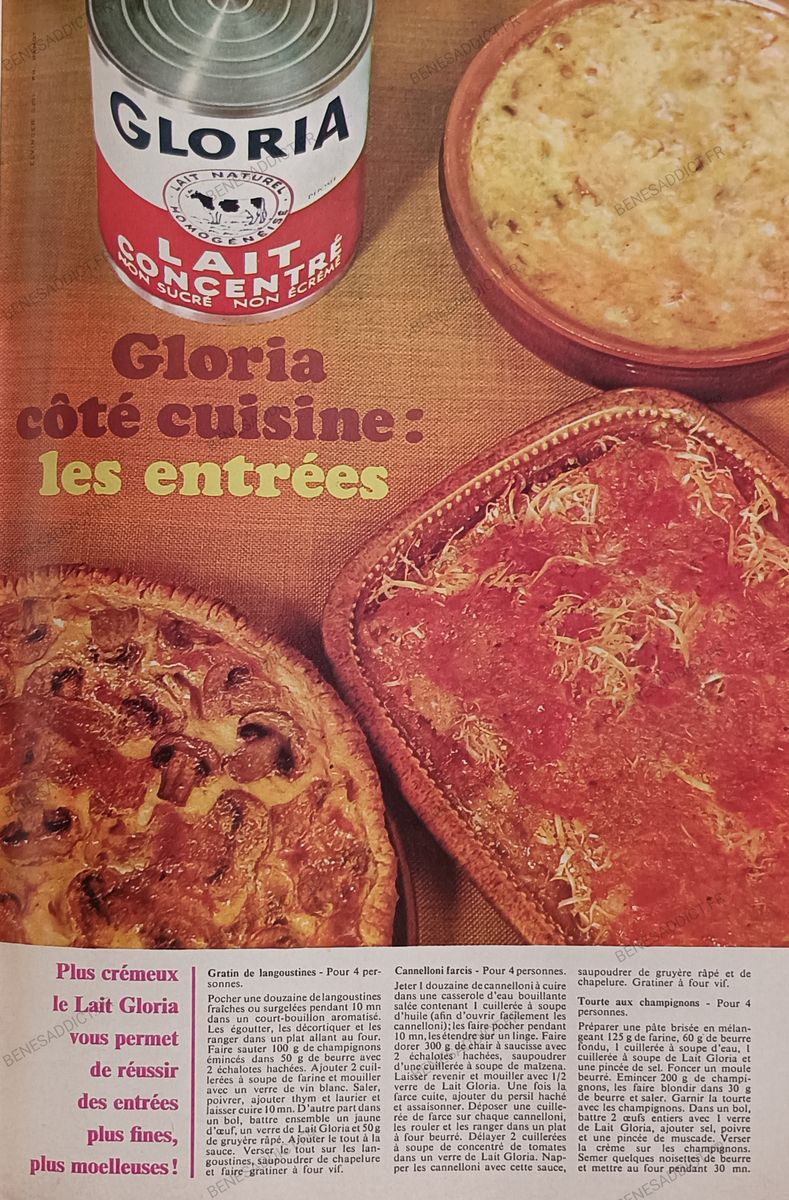 GLORIA
LAIT NATUREL
HOMOGÉNÉISÉ
LAIT
CONCENTRÉ
NON SUCRÉ NON ÉCRÉMÉ
Gloria
côté cuisine :
les entrées
Plus crémeux
le Lait Gloria
vous permet
de réussir
des entrées
plus fines,
plus moelleuses !
Gratin de langoustines - Pour 4 per-
sonnes.
Pocher une douzaine de langoustines
fraîches ou surgelées pendant 10 mn
dans un court-bouillon aromatisé.
Les égoutter, les décortiquer et les
ranger dans un plat allant au four.
Faire sauter 100 g de champignons
émincés dans 50 g de beurre avec
2 échalotes hachées. Ajouter 2 cuil-
lerées à soupe de farine et mouiller
avec un verre de vin blanc. Saler,
poivrer, ajouter thym et laurier et
laisser cuire 10 mn. D'autre part dans
un bol, battre ensemble un jaune
d'œuf, un verre de Lait Gloria et 50 g
de gruyère râpé. Ajouter le tout à la
sauce. Verser le tout sur les lan-
goustines, saupoudrer de chapelure
et faire gratiner à four vif.
Cannelloni farcis - Pour 4 personnes.
Jeter 1 douzaine de cannelloni à cuire
dans une casserole d'eau bouillante
salée contenant 1 cuillerée à soupe
d'huile (afin d'ouvrir facilement les
cannelloni); les faire pocher pendant
10 mn, les étendre sur un linge. Faire
dorer 300 g de chair à saucisse avec
2 échalotes hachées, saupoudrer
d'une cuillerée à soupe de maïzena.
Laisser revenir et mouiller avec 1/2
verre de Lait Gloria. Une fois la
farce cuite, ajouter du persil haché
et assaisonner. Déposer une cuille-
rée de farce sur chaque cannelloni,
les rouler et les ranger dans un plat
à four beurré. Délayer 2 cuillerées
à soupe de concentré de tomates
dans un verre de Lait Gloria. Nap-
per les cannelloni avec cette sauce,
saupoudrer de gruyère râpé et de
chapelure. Gratiner à four vif.
Tourte aux champignons - Pour 4
personnes.
Préparer une pâte brisée en mélan-
geant 125 g de farine, 60 g de beurre
fondu, 1 cuillerée à soupe d'eau, 1
cuillerée à soupe de Lait Gloria et
une pincée de sel. Foncer un moule
beurré. Emincer 200 g de champi-
gnons, les faire blondir dans 30 g
de beurre et saler. Garnir la tourte
avec les champignons. Dans un bol,
battre 2 œufs entiers avec 1 verre
de Lait Gloria, ajouter sel, poivre
et une pincée de muscade. Verser
la crème sur les champignons.
Semer quelques noisettes de beurre
et mettre au four pendant 30 mn.
BENESADDICT.FR